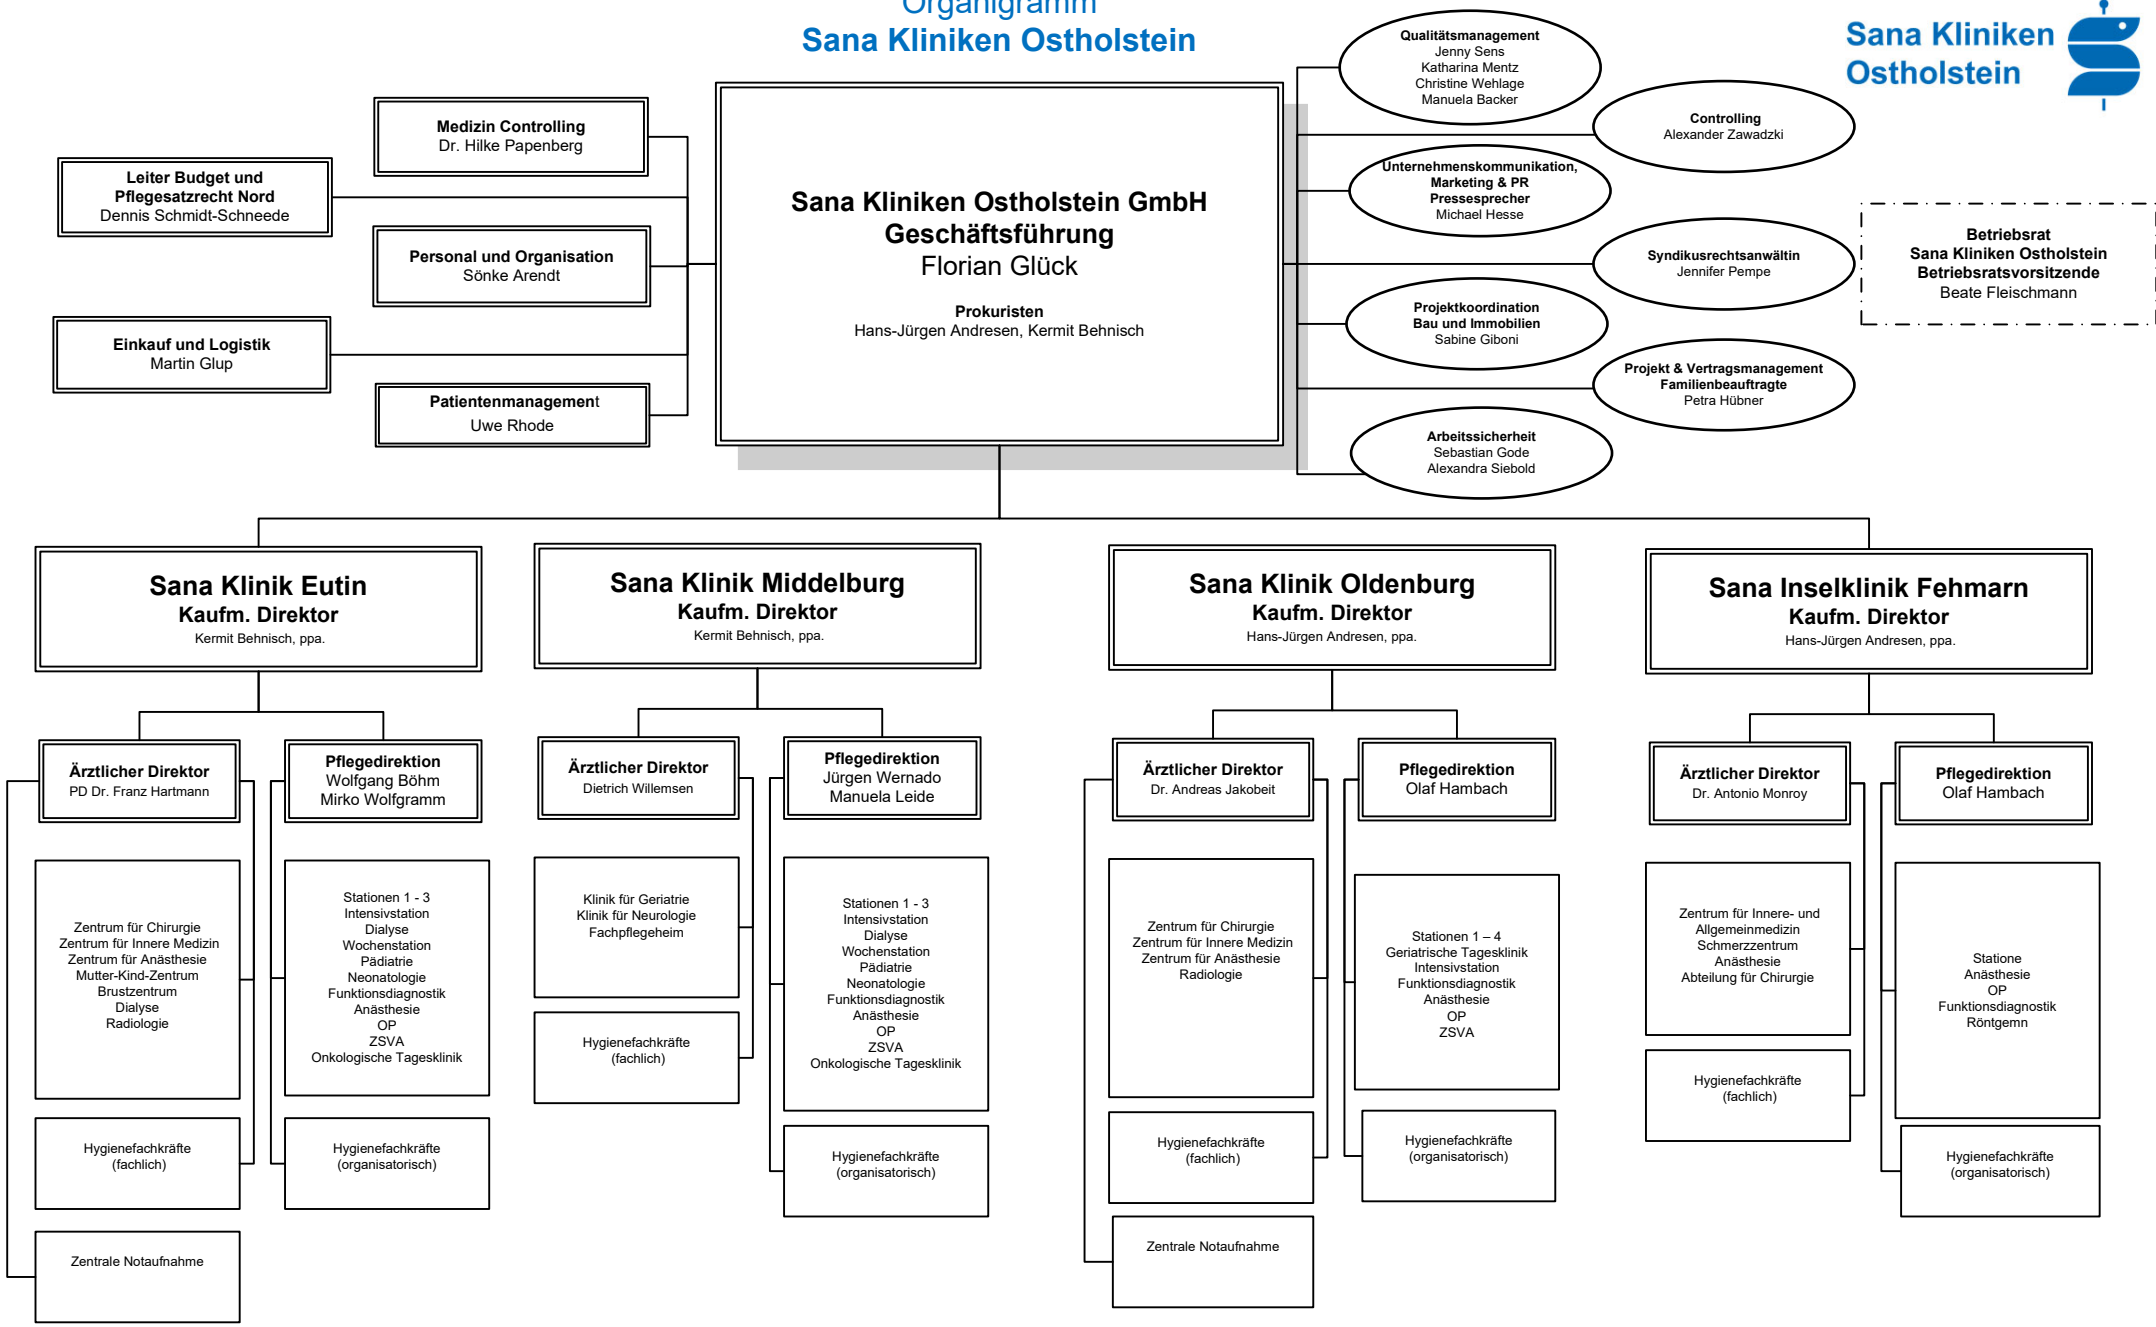 Organigramm
Sana Kliniken Ostholstein
Sana Kliniken
Ostholstein
Medizin Controlling
Dr. Hilke Papenberg
Leiter Budget und
Pflegesatzrecht Nord
Dennis Schmidt-Schneede
Personal und Organisation
Sönke Arendt
Einkauf und Logistik
Martin Glup
Patientenmanagement
Uwe Rhode
Sana Kliniken Ostholstein GmbH
Geschäftsführung
Florian Glück
Prokuristen
Hans-Jürgen Andresen, Kermit Behnisch
Qualitätsmanagement
Jenny Sens
Katharina Mentz
Christine Wehlage
Manuela Backer
Controlling
Alexander Zawadzki
Unternehmenskommunikation,
Marketing & PR
Pressesprecher
Michael Hesse
Syndikusrechtsanwältin
Jennifer Pempe
Projektkoordination
Bau und Immobilien
Sabine Giboni
Projekt & Vertragsmanagement
Familienbeauftragte
Petra Hübner
Arbeitssicherheit
Sebastian Gode
Alexandra Siebold
Betriebsrat
Sana Kliniken Ostholstein
Betriebsratsvorsitzende
Beate Fleischmann
Sana Klinik Eutin
Kaufm. Direktor
Kermit Behnisch, ppa.
Ärztlicher Direktor
PD Dr. Franz Hartmann
Pflegedirektion
Wolfgang Böhm
Mirko Wolfgramm
Zentrum für Chirurgie
Zentrum für Innere Medizin
Zentrum für Anästhesie
Mutter-Kind-Zentrum
Brustzentrum
Dialyse
Radiologie
Stationen 1 - 3
Intensivstation
Dialyse
Wochenstation
Pädiatrie
Neonatologie
Funktionsdiagnostik
Anästhesie
OP
ZSVA
Onkologische Tagesklinik
Hygienefachkräfte
(fachlich)
Hygienefachkräfte
(organisatorisch)
Zentrale Notaufnahme
Sana Klinik Middelburg
Kaufm. Direktor
Kermit Behnisch, ppa.
Ärztlicher Direktor
Dietrich Willemsen
Pflegedirektion
Jürgen Wernado
Manuela Leide
Klinik für Geriatrie
Klinik für Neurologie
Fachpflegeheim
Stationen 1 - 3
Intensivstation
Dialyse
Wochenstation
Pädiatrie
Neonatologie
Funktionsdiagnostik
Anästhesie
OP
ZSVA
Onkologische Tagesklinik
Hygienefachkräfte
(fachlich)
Hygienefachkräfte
(organisatorisch)
Sana Klinik Oldenburg
Kaufm. Direktor
Hans-Jürgen Andresen, ppa.
Ärztlicher Direktor
Dr. Andreas Jakobeit
Pflegedirektion
Olaf Hambach
Zentrum für Chirurgie
Zentrum für Innere Medizin
Zentrum für Anästhesie
Radiologie
Stationen 1 – 4
Geriatrische Tagesklinik
Intensivstation
Funktionsdiagnostik
Anästhesie
OP
ZSVA
Hygienefachkräfte
(fachlich)
Hygienefachkräfte
(organisatorisch)
Zentrale Notaufnahme
Sana Inselklinik Fehmarn
Kaufm. Direktor
Hans-Jürgen Andresen, ppa.
Ärztlicher Direktor
Dr. Antonio Monroy
Pflegedirektion
Olaf Hambach
Zentrum für Innere- und
Allgemeinmedizin
Schmerzzentrum
Anästhesie
Abteilung für Chirurgie
Statione
Anästhesie
OP
Funktionsdiagnostik
Röntgemn
Hygienefachkräfte
(fachlich)
Hygienefachkräfte
(organisatorisch)